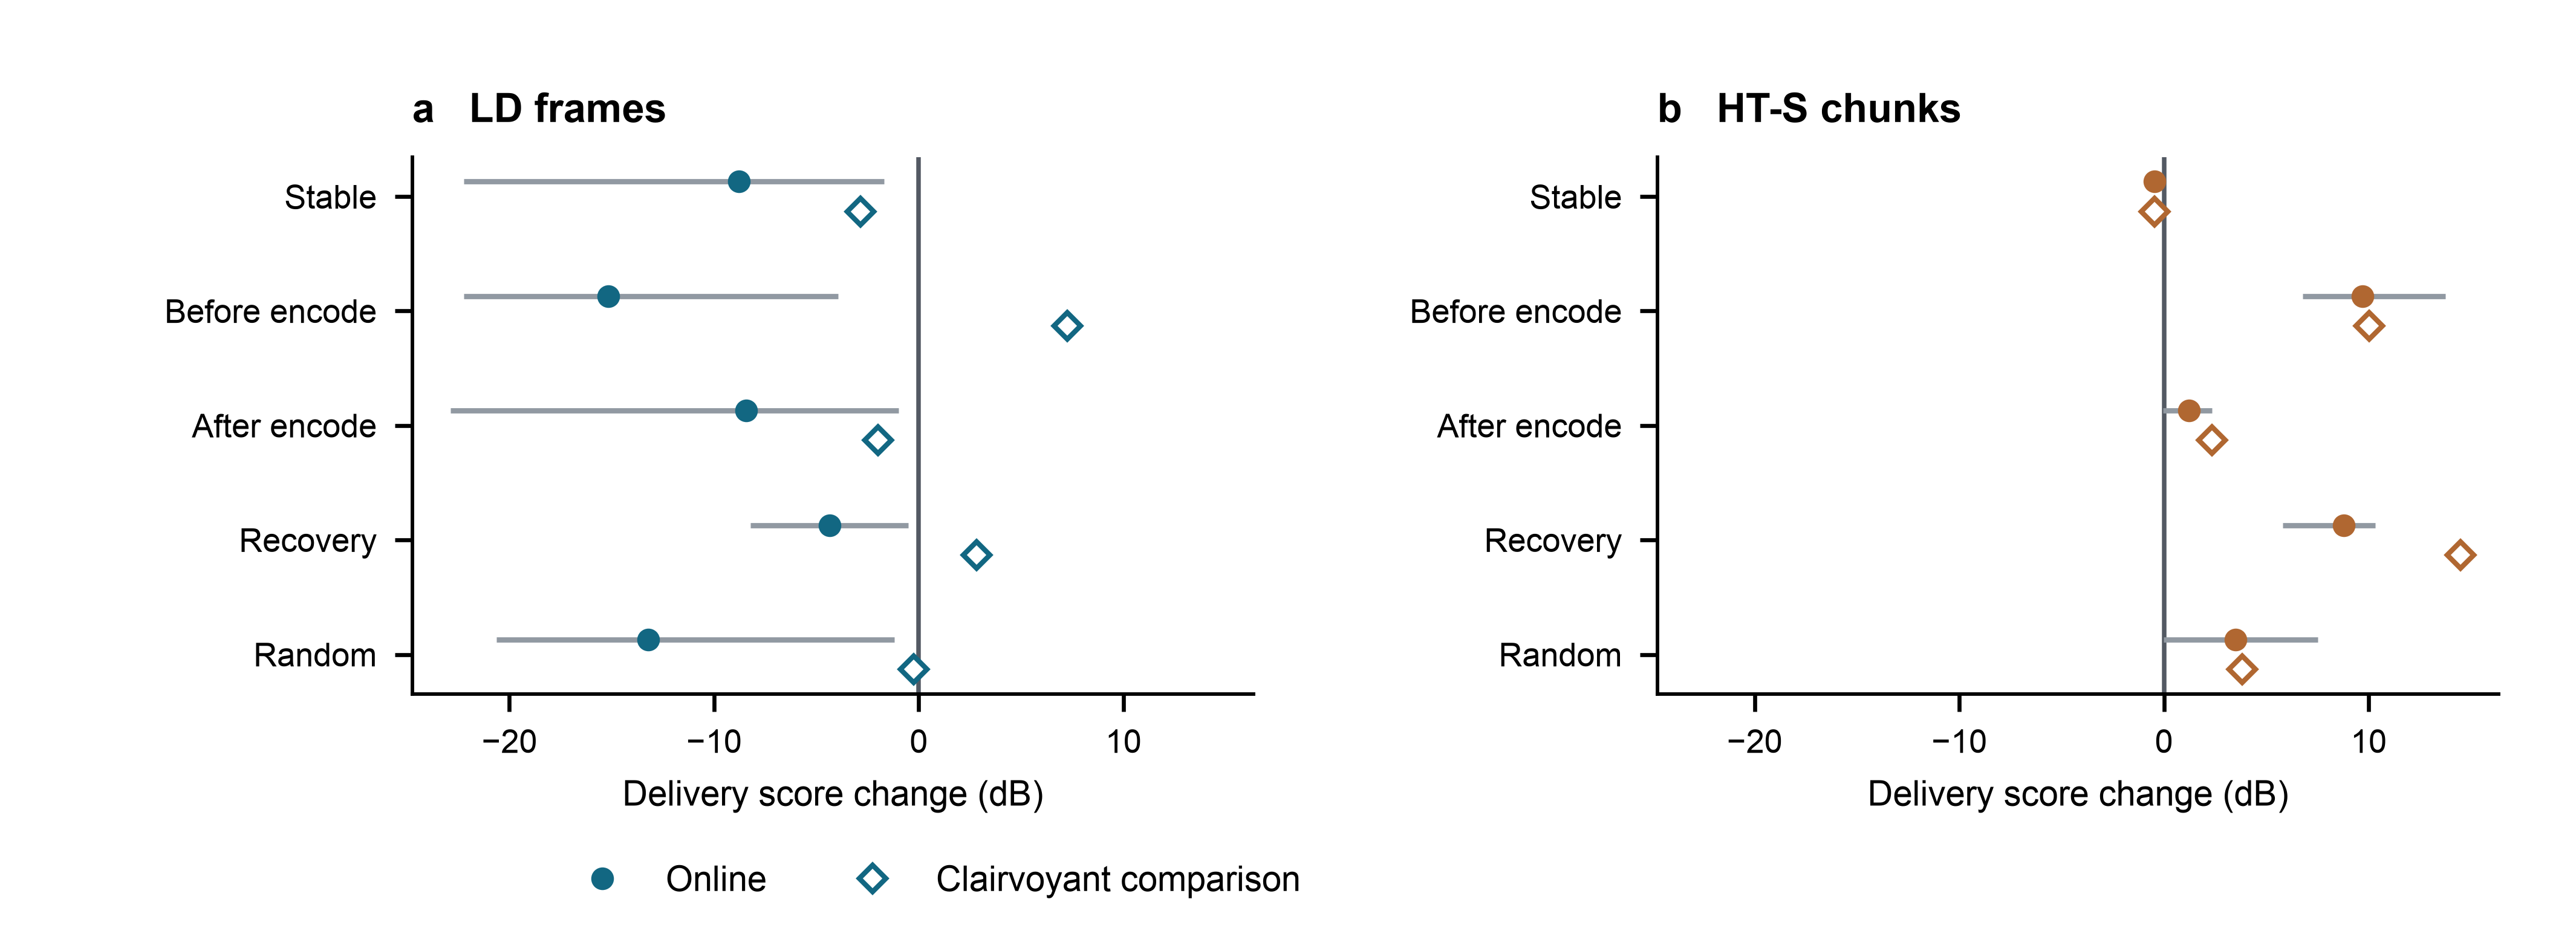 a LD frames
Stable
Before encode
After encode
Recovery
Random
−20 −10 0 10
Delivery score change (dB)
b HT-S chunks
Stable
Before encode
After encode
Recovery
Random
−20 −10 0 10
Delivery score change (dB)
Online Clairvoyant comparison